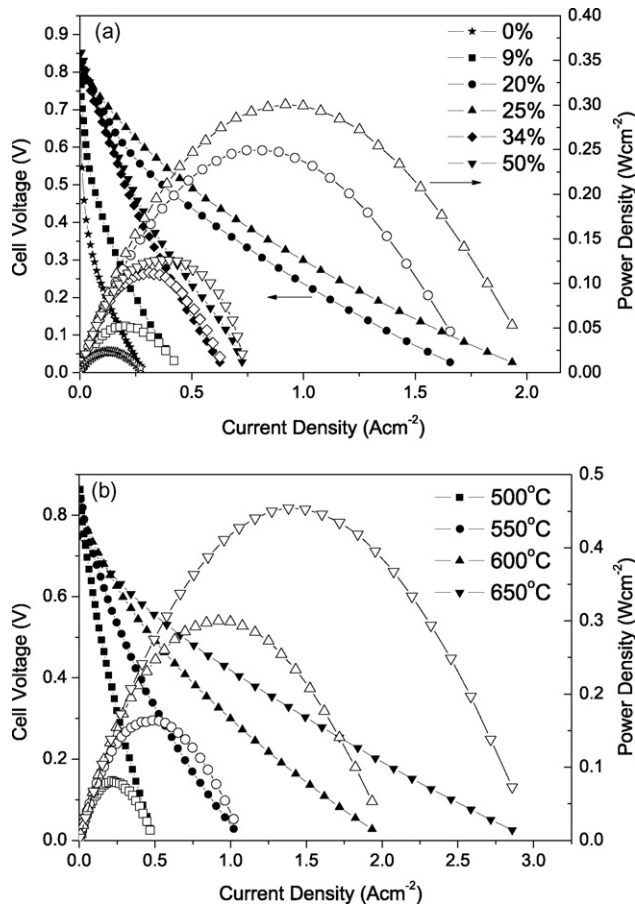 (a)
0%
9%
20%
25%
34%
50%
0.9
0.8
0.7
0.6
0.5
0.4
0.3
0.2
0.1
0.0
Cell Voltage (V)
0.40
0.35
0.30
0.25
0.20
0.15
0.10
0.05
0.00
Power Density (Wcm⁻²)
0.0 0.5 1.0 1.5 2.0
Current Density (Acm⁻²)
(b)
500°C
550°C
600°C
650°C
0.8
0.6
0.4
0.2
0.0
Cell Voltage (V)
0.5
0.4
0.3
0.2
0.1
0.0
Power Density (Wcm⁻²)
0.0 0.5 1.0 1.5 2.0 2.5 3.0
Current Density (Acm⁻²)